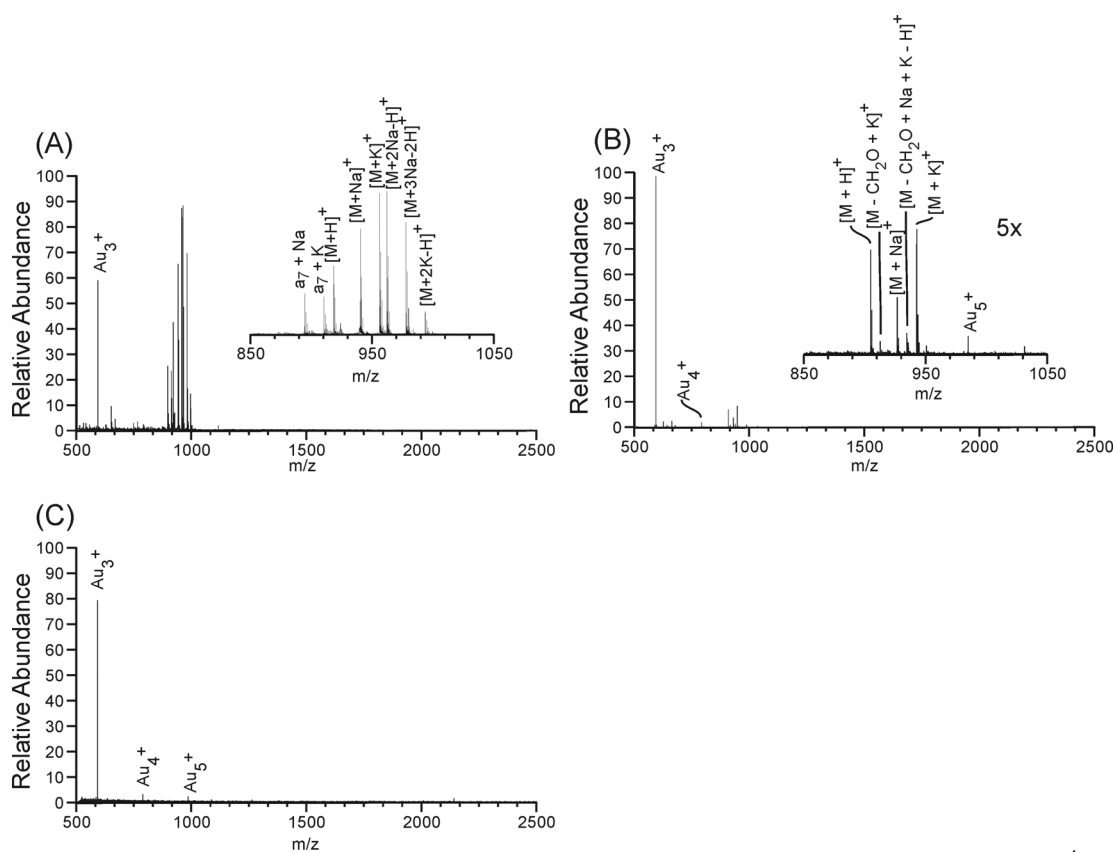 (A)
Relative Abundance
100
90
80
70
60
50
40
30
20
10
0
Au3+
500
1000
1500
2000
2500
m/z
a7 + Na
a7 + K
[M+H]+
[M+Na]+
[M+K]+
[M+2Na-H]+
[M+3Na-2H]+
[M+2K-H]+
850
950
1050
m/z
(B)
Relative Abundance
100
90
80
70
60
50
40
30
20
10
0
Au3+
Au4+
500
1000
1500
2000
2500
m/z
[M + H]+
[M - CH2O + K]+
[M + Na]+
[M - CH2O + Na + K - H]+
[M + K]+
Au5+
5x
850
950
1050
m/z
(C)
Relative Abundance
100
90
80
70
60
50
40
30
20
10
0
Au3+
Au4+
Au5+
500
1000
1500
2000
2500
m/z